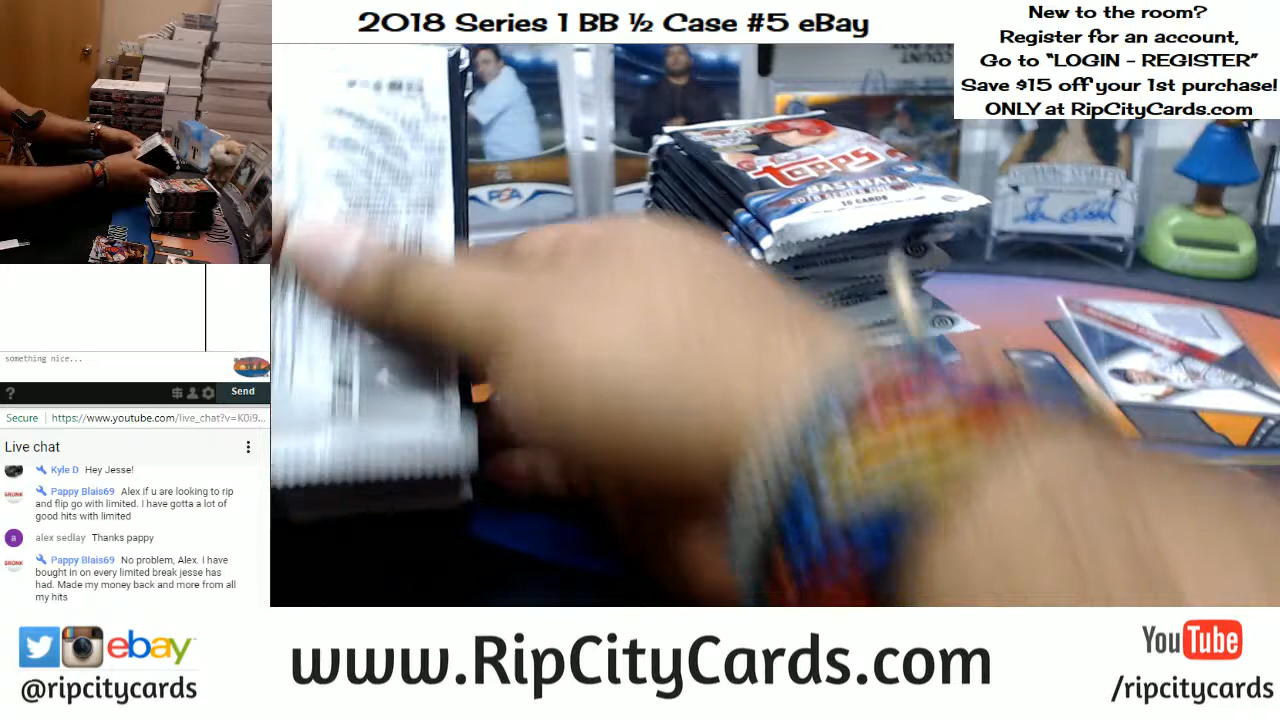 2018 Series 1 BB ½ Case #5 eBay
New to the room?
Register for an account,
Go to "LOGIN - REGISTER"
Save $15 off your 1st purchase!
ONLY at RipCityCards.com
TOPPS
BASEBALL
2018 SERIES
CARDS
something nice...
?
Send
Secure https://www.youtube.com/live_chat?v=K0i9...
Live chat
Kyle D Hey Jesse!
Pappy Blais69 Alex if u are looking to rip
and flip go with limited. I have gotta a lot of
good hits with limited
a alex sedlay Thanks pappy
Pappy Blais69 No problem, Alex. I have
bought in on every limited break jesse has
had. Made my money back and more from all
my hits
ebay
@ripcitycards
www.RipCityCards.com
YouTube
/ripcitycards